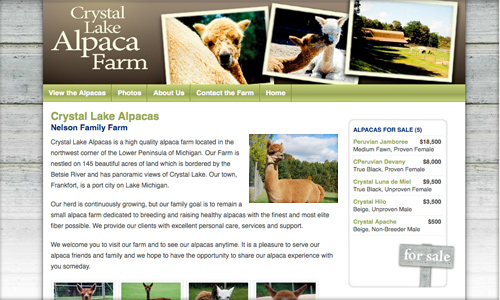 Crystal
Lake
Alpaca
Farm
View the Alpacas
Photos
About Us
Contact the Farm
Home
Crystal Lake Alpacas
Nelson Family Farm
Crystal Lake Alpacas is a high quality alpaca farm located in the
northwest corner of the Lower Peninsula of Michigan. Our Farm is
nestled on 145 beautiful acres of land which is bordered by the
Betsie River and has panoramic views of Crystal Lake. Our town,
Frankfort, is a port city on Lake Michigan.
Our herd is continuously growing, but our family goal is to remain a
small alpaca farm dedicated to breeding and raising healthy alpacas with the finest and most elite
fiber possible. We provide our clients with excellent personal care, services and support.
We welcome you to visit our farm and to see our alpacas anytime. It is a pleasure to serve our
alpaca friends and family and we hope to have the opportunity to share our alpaca experience with
you someday.
ALPACAS FOR SALE (5)
Peruvian Jamboree $18,500
Medium Fawn, Proven Female
CPeruvian Devany $8,000
True Black, Proven Female
Crystal Luna de Miel $9,500
True Black, Unproven Female
Crystal Hilo $3,500
Beige, Unproven Male
Crystal Apache $500
Beige, Non-Breeder Male
for sale